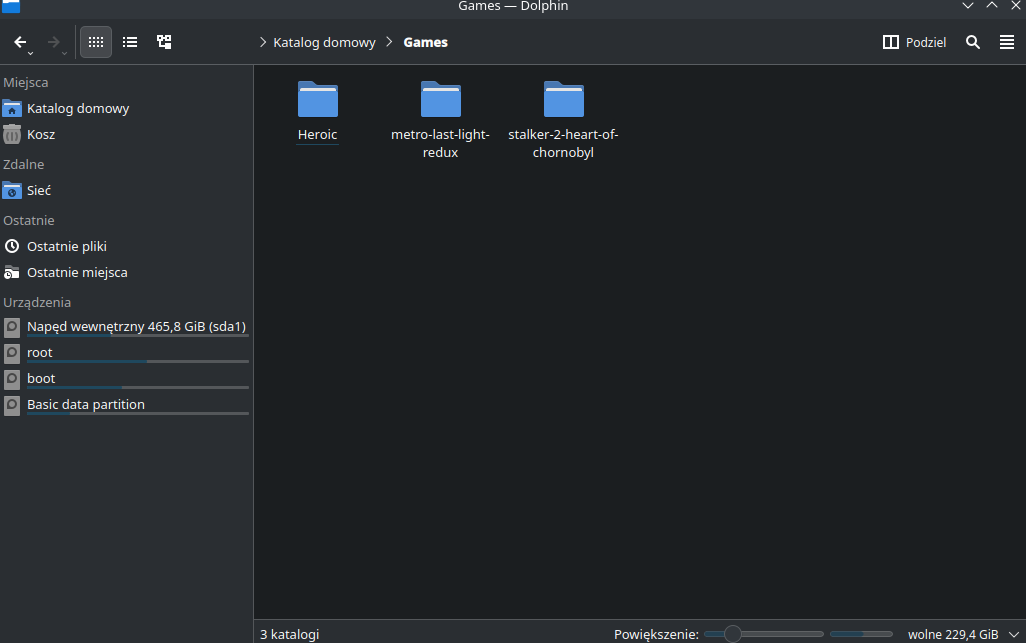 Games — Dolphin
Katalog domowy
Games
Podziel
Miejsca
Katalog domowy
Kosz
Zdalne
Sieć
Ostatnie
Ostatnie pliki
Ostatnie miejsca
Urządzenia
Napęd wewnętrzny 465,8 GiB (sda1)
root
boot
Basic data partition
Heroic
metro-last-light-
redux
stalker-2-heart-of-
chornobyl
3 katalogi
Powiększenie:
wolne 229,4 GiB